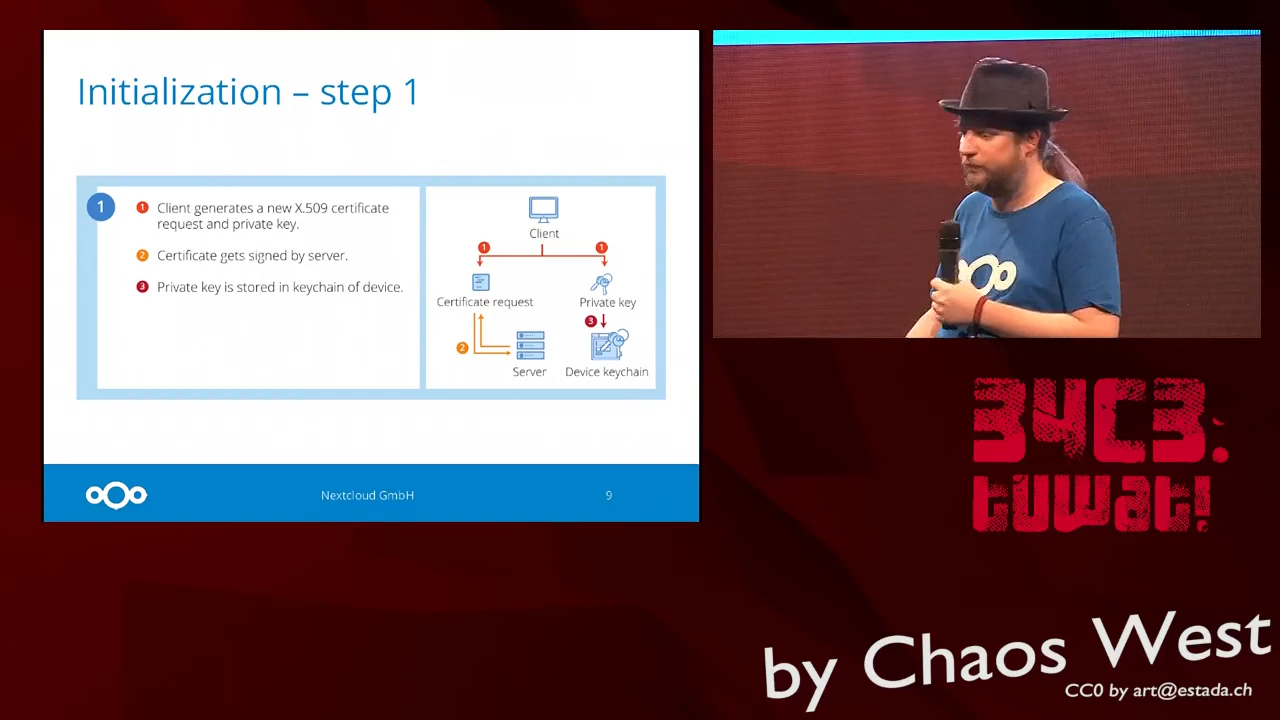 Initialization – step 1
1
1 Client generates a new X.509 certificate
request and private key.
2 Certificate gets signed by server.
3 Private key is stored in keychain of device.
Client
1 1
Certificate request Private key
3
2
Server Device keychain
Nextcloud GmbH 9
34C3:
tuwat!
by Chaos West
CC0 by art@estada.ch